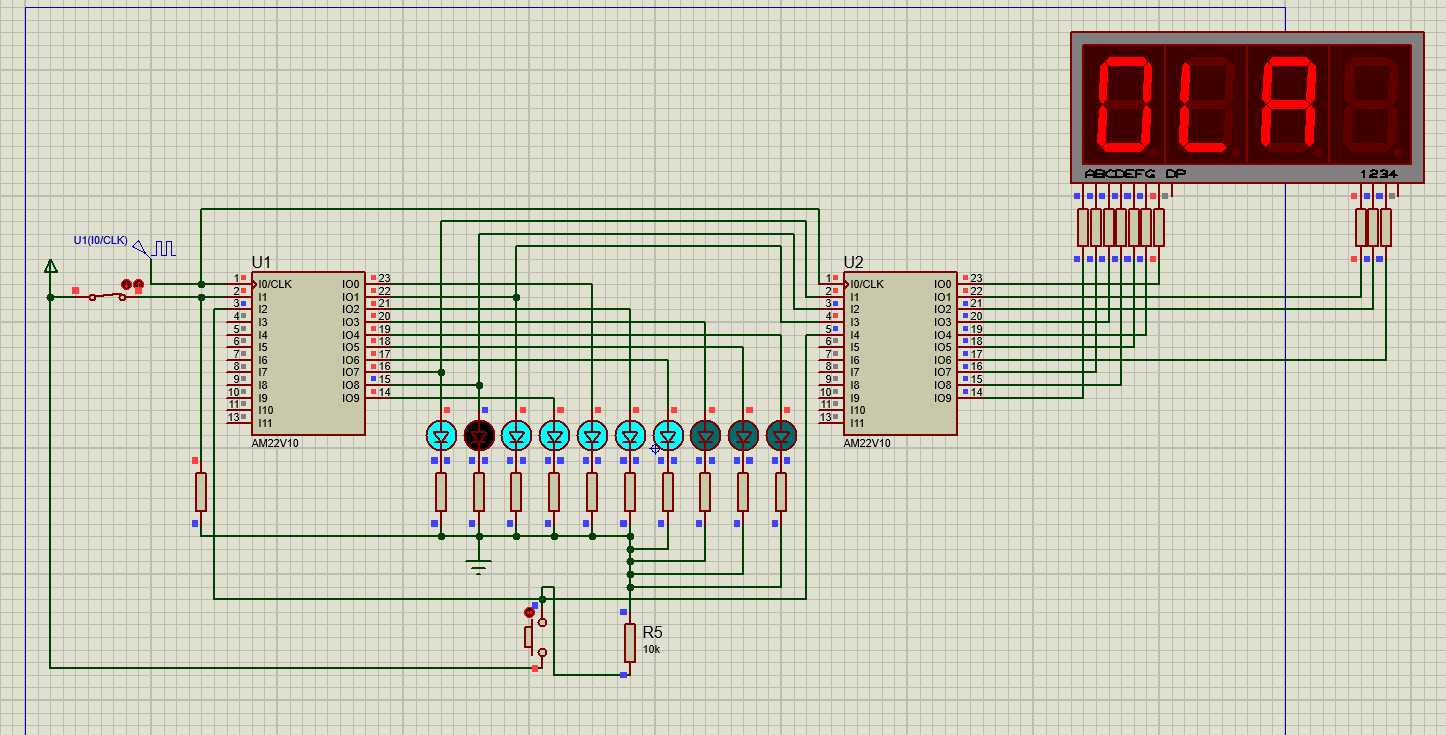 OLA
ABCDEFG DP
1234
U1(I0/CLK)
U1
1 I0/CLK IO0 23
2 I1 IO1 22
3 I2 IO2 21
4 I3 IO3 20
5 I4 IO4 19
6 I5 IO5 18
7 I6 IO6 17
8 I7 IO7 16
9 I8 IO8 15
10 I9 IO9 14
11 I10
13 I11
AM22V10
U2
1 I0/CLK IO0 23
2 I1 IO1 22
3 I2 IO2 21
4 I3 IO3 20
5 I4 IO4 19
6 I5 IO5 18
7 I6 IO6 17
8 I7 IO7 16
9 I8 IO8 15
10 I9 IO9 14
11 I10
13 I11
AM22V10
R5
10k